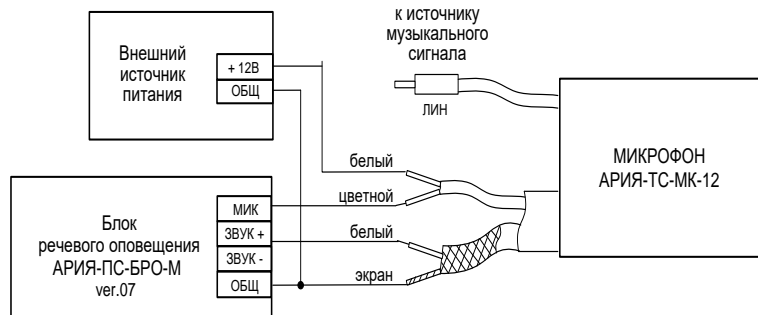 к источнику
музыкального
сигнала
Внешний
источник
питания
+ 12В
ОБЩ
ЛИН
МИКРОФОН
АРИЯ-ТС-МК-12
белый
цветной
белый
экран
Блок
речевого оповещения
АРИЯ-ПС-БРО-М
ver.07
МИК
ЗВУК +
ЗВУК -
ОБЩ